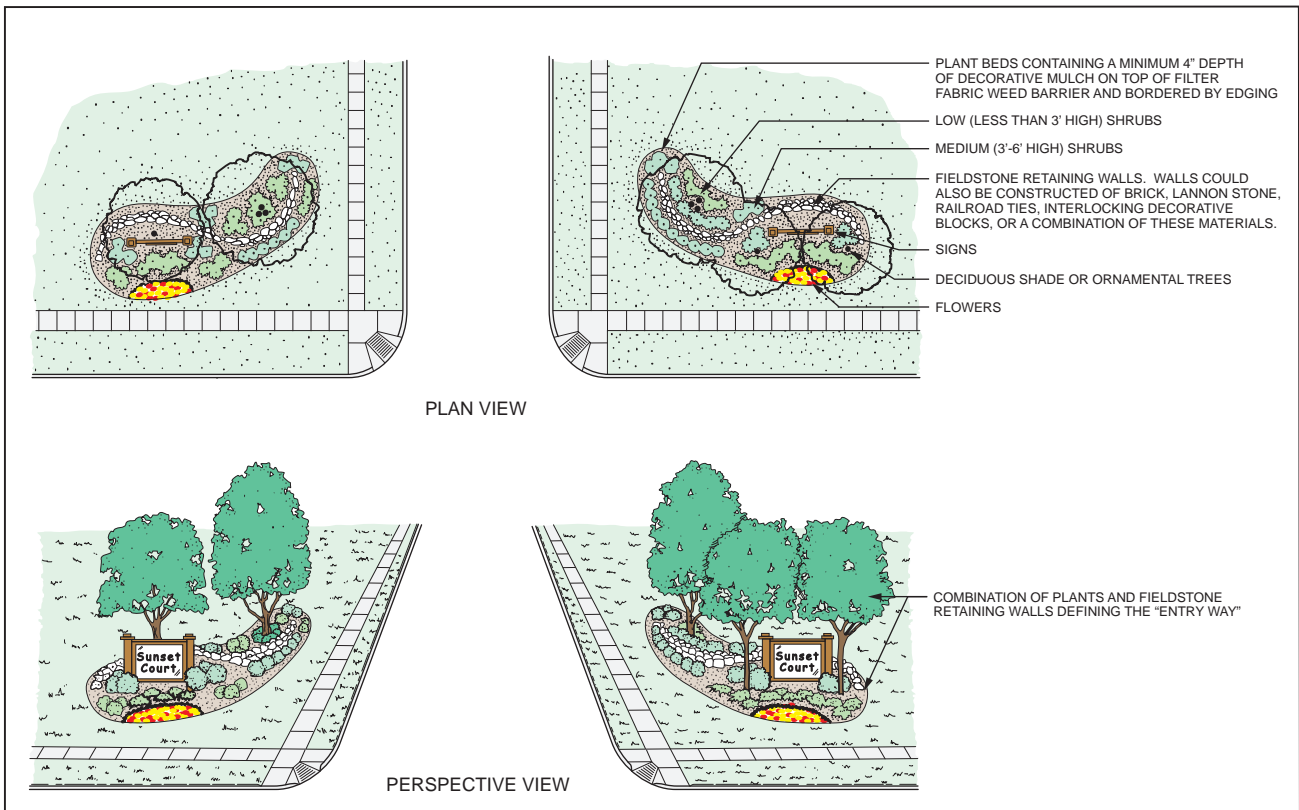 PLANT BEDS CONTAINING A MINIMUM 4” DEPTH
OF DECORATIVE MULCH ON TOP OF FILTER
FABRIC WEED BARRIER AND BORDERED BY EDGING
LOW (LESS THAN 3' HIGH) SHRUBS
MEDIUM (3'-6' HIGH) SHRUBS
FIELDSTONE RETAINING WALLS. WALLS COULD
ALSO BE CONSTRUCTED OF BRICK, LANNON STONE,
RAILROAD TIES, INTERLOCKING DECORATIVE
BLOCKS, OR A COMBINATION OF THESE MATERIALS.
SIGNS
DECIDUOUS SHADE OR ORNAMENTAL TREES
FLOWERS
PLAN VIEW
Sunset
Court
Sunset
Court
COMBINATION OF PLANTS AND FIELDSTONE
RETAINING WALLS DEFINING THE “ENTRY WAY”
PERSPECTIVE VIEW